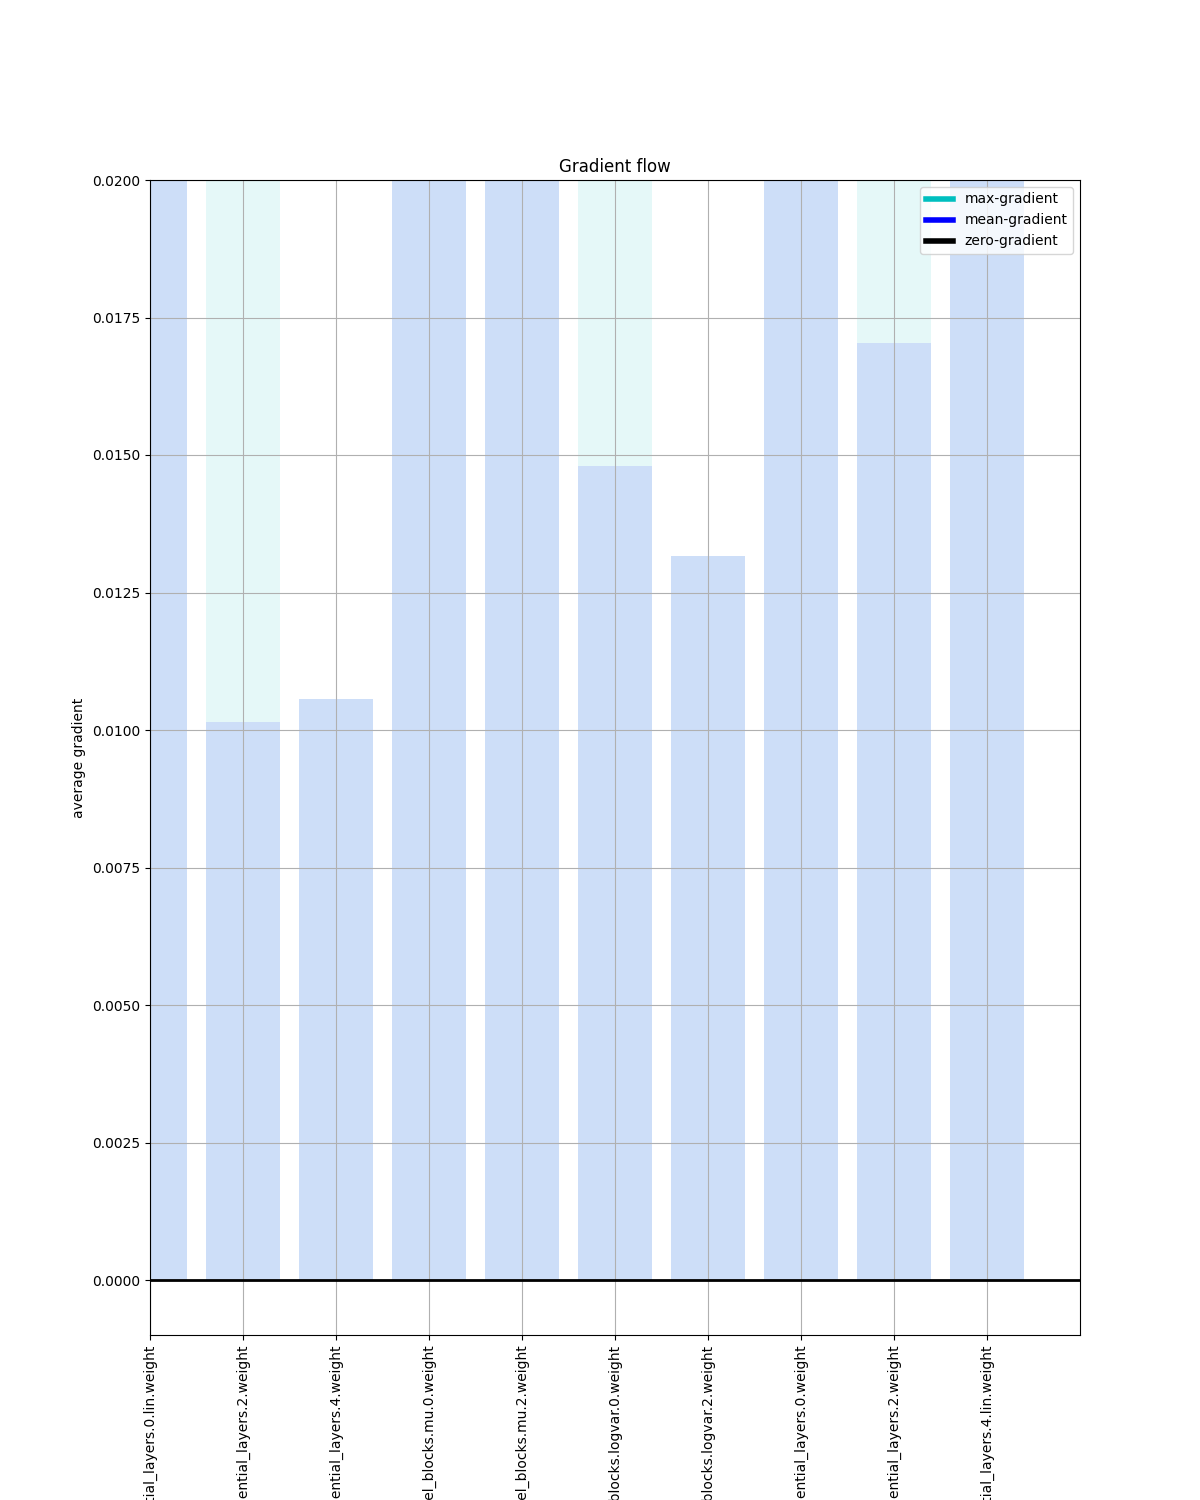 Gradient flow
max-gradient
mean-gradient
zero-gradient
0.0200
0.0175
0.0150
0.0125
0.0100
0.0075
0.0050
0.0025
0.0000
average gradient
tial_layers.0.lin.weight
ential_layers.2.weight
ential_layers.4.weight
el_blocks.mu.0.weight
el_blocks.mu.2.weight
blocks.logvar.0.weight
blocks.logvar.2.weight
ential_layers.0.weight
ential_layers.2.weight
tial_layers.4.lin.weight